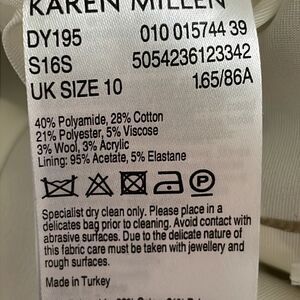 KAREN MILLEN
DY195 010 015744 39
S16S 5054236123342
UK SIZE 10 1.65/86A
40% Polyamide, 28% Cotton
21% Polyester, 5% Viscose
3% Wool, 3% Acrylic
Lining: 95% Acetate, 5% Elastane
P
Specialist dry clean only. Please place in a
delicates bag prior to cleaning. Avoid contact with
abrasive surfaces. Due to the delicate nature of
this fabric care must be taken with jewellery and
rough surfaces.
Made in Turkey